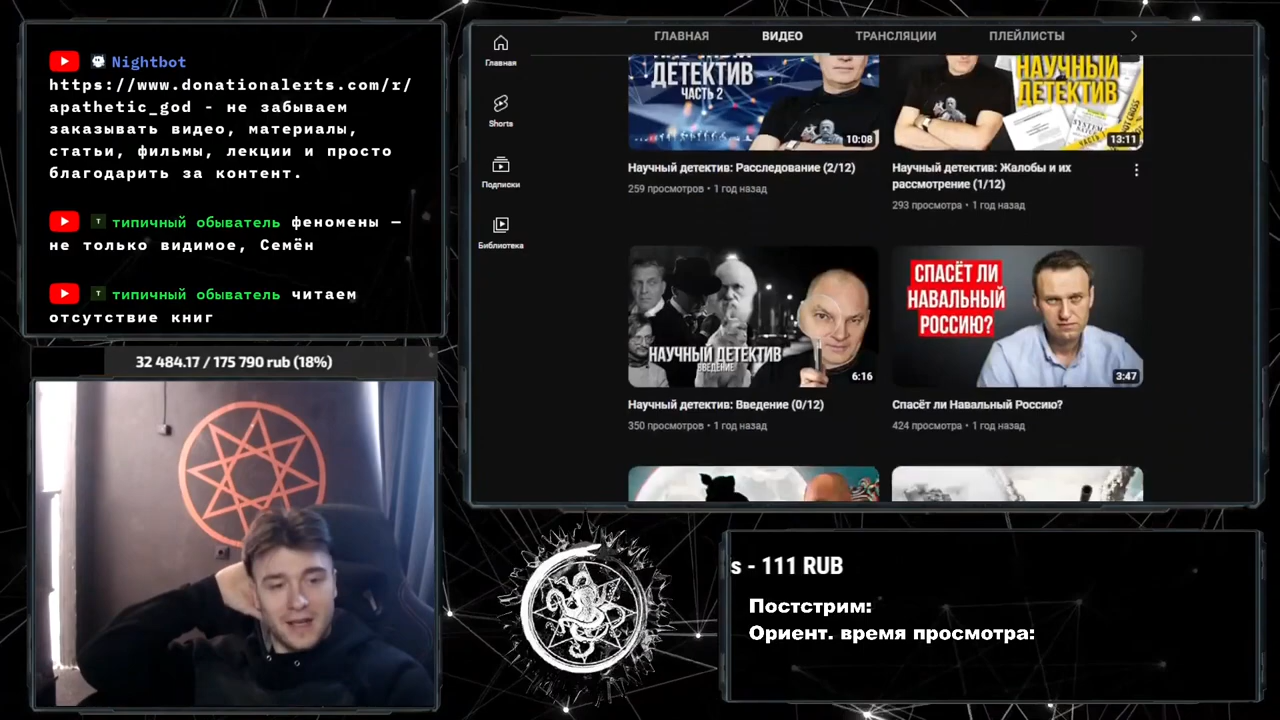 Nightbot
https://www.donationalerts.com/r/
apathetic_god - не забываем
заказывать видео, материалы,
статьи, фильмы, лекции и просто
благодарить за контент.
Т типичный обыватель феномены —
не только видимое, Семён
Т типичный обыватель читаем
отсутствие книг
32 484.17 / 175 790 rub (18%)
ГЛАВНАЯ ВИДЕО ТРАНСЛЯЦИИ ПЛЕЙЛИСТЫ
Главная
Shorts
Подписки
Библиотека
ДЕТЕКТИВ
ЧАСТЬ 2
10:08
НАУЧНЫЙ
ДЕТЕКТИВ
13:11
Научный детектив: Расследование (2/12)
259 просмотров • 1 год назад
Научный детектив: Жалобы и их
рассмотрение (1/12)
293 просмотра • 1 год назад
НАУЧНЫЙ ДЕТЕКТИВ
ВВЕДЕНИЕ
6:16
СПАСЁТ ЛИ
НАВАЛЬНЫЙ
РОССИЮ?
3:47
Научный детектив: Введение (0/12)
350 просмотров • 1 год назад
Спасёт ли Навальный Россию?
424 просмотра • 1 год назад
s - 111 RUB
Постстрим:
Ориент. время просмотра: